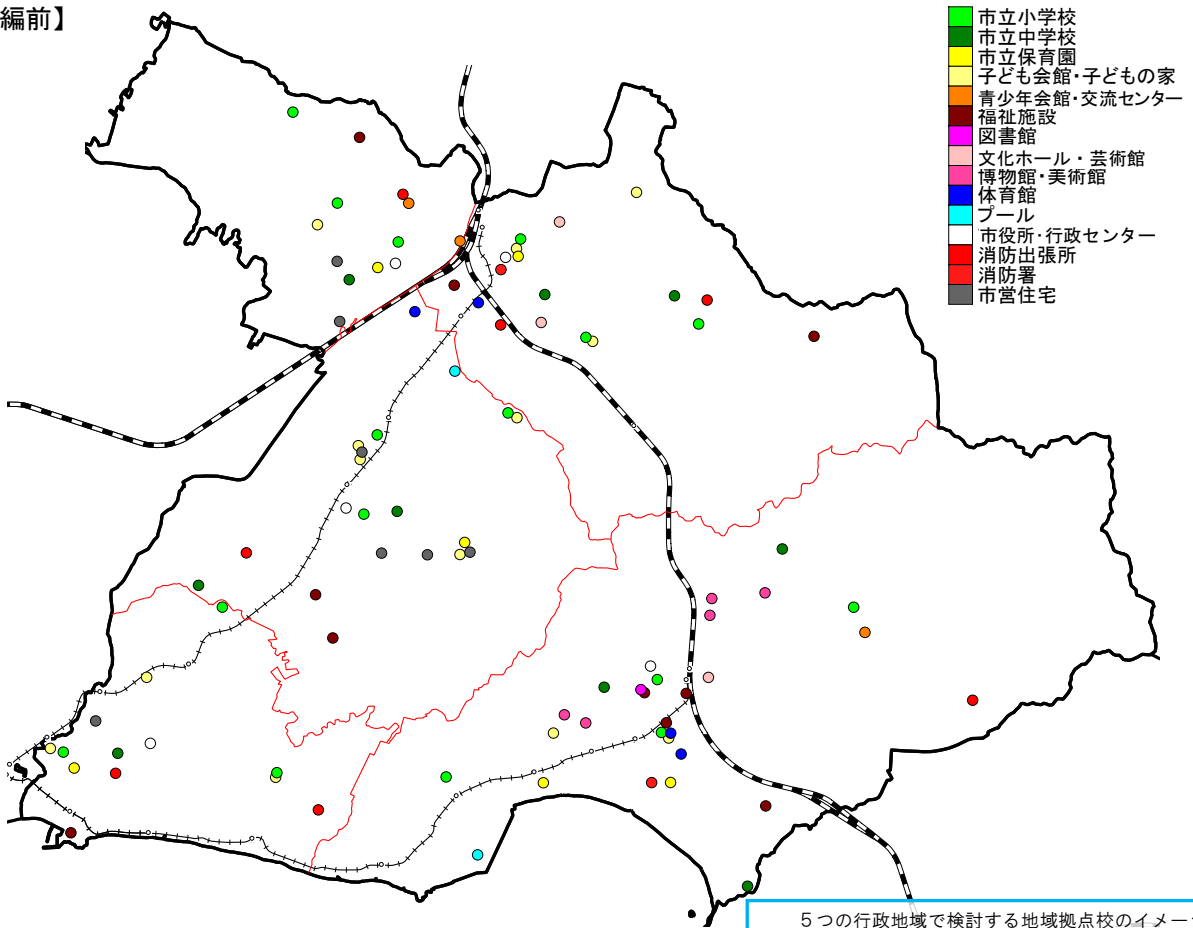 編前】
市立小学校
市立中学校
市立保育園
子ども会館・子どもの家
青少年会館・交流センター
福祉施設
図書館
文化ホール・芸術館
博物館・美術館
体育館
プール
市役所・行政センター
消防出張所
消防署
市営住宅
５つの行政地域で検討する地域拠点校のイメージ